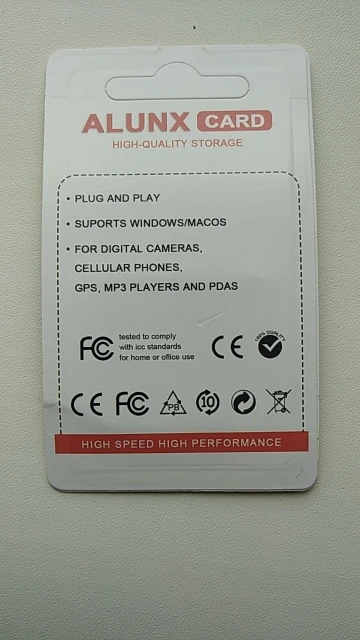 ALUNX CARD
HIGH-QUALITY STORAGE
• PLUG AND PLAY
• SUPORTS WINDOWS/MACOS
• FOR DIGITAL CAMERAS,
CELLULAR PHONES,
GPS, MP3 PLAYERS AND PDAS
FC tested to comply
with icc standards
for home or office use
CE
100% QUALITY
CE FC PB 10
HIGH SPEED HIGH PERFORMANCE